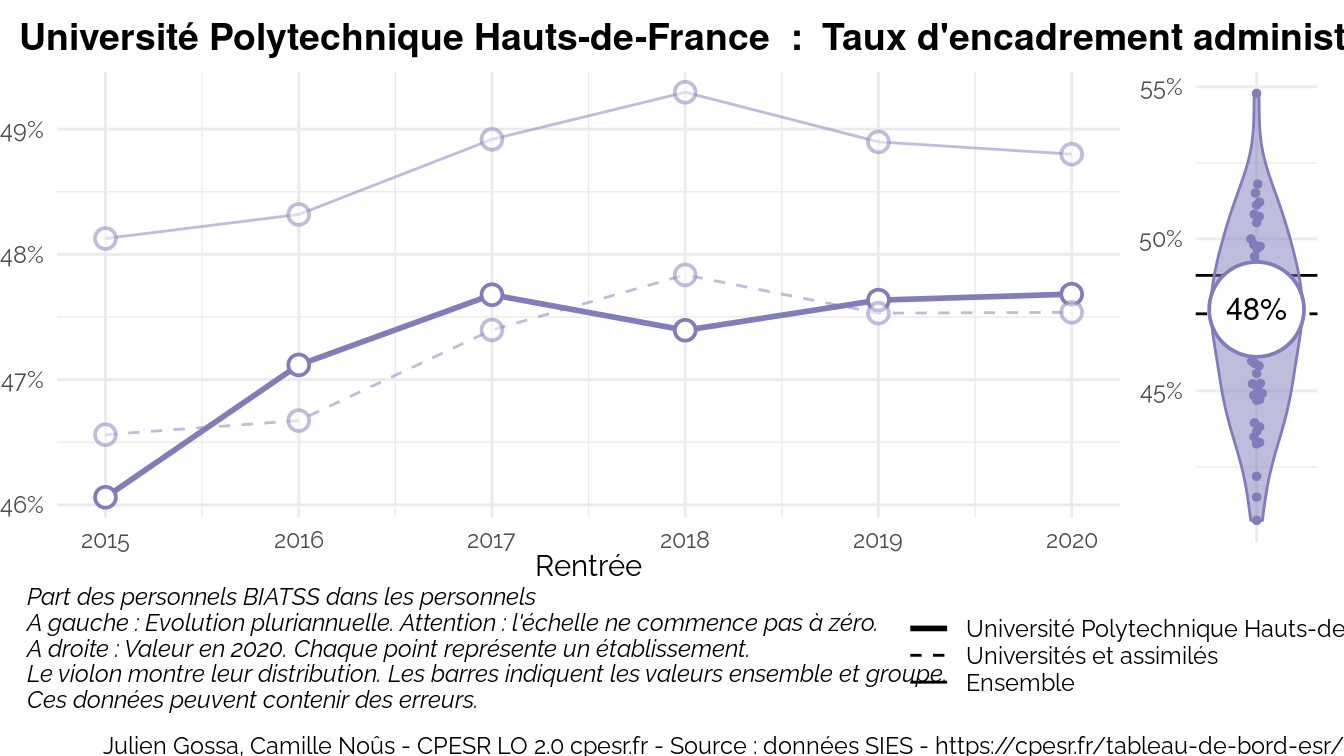 Université Polytechnique Hauts-de-France : Taux d'encadrement administ
49%
48%
47%
46%
2015 2016 2017 2018 2019 2020
Rentrée
55%
50%
45%
48%
Part des personnels BIATSS dans les personnels
A gauche : Evolution pluriannuelle. Attention : l'échelle ne commence pas à zéro.
A droite : Valeur en 2020. Chaque point représente un établissement.
Le violon montre leur distribution. Les barres indiquent les valeurs ensemble et groupe.
Ces données peuvent contenir des erreurs.
Université Polytechnique Hauts-de
Universités et assimilés
Ensemble
Julien Gossa, Camille Noûs - CPESR LO 2.0 cpesr.fr - Source : données SIES - https://cpesr.fr/tableau-de-bord-esr/